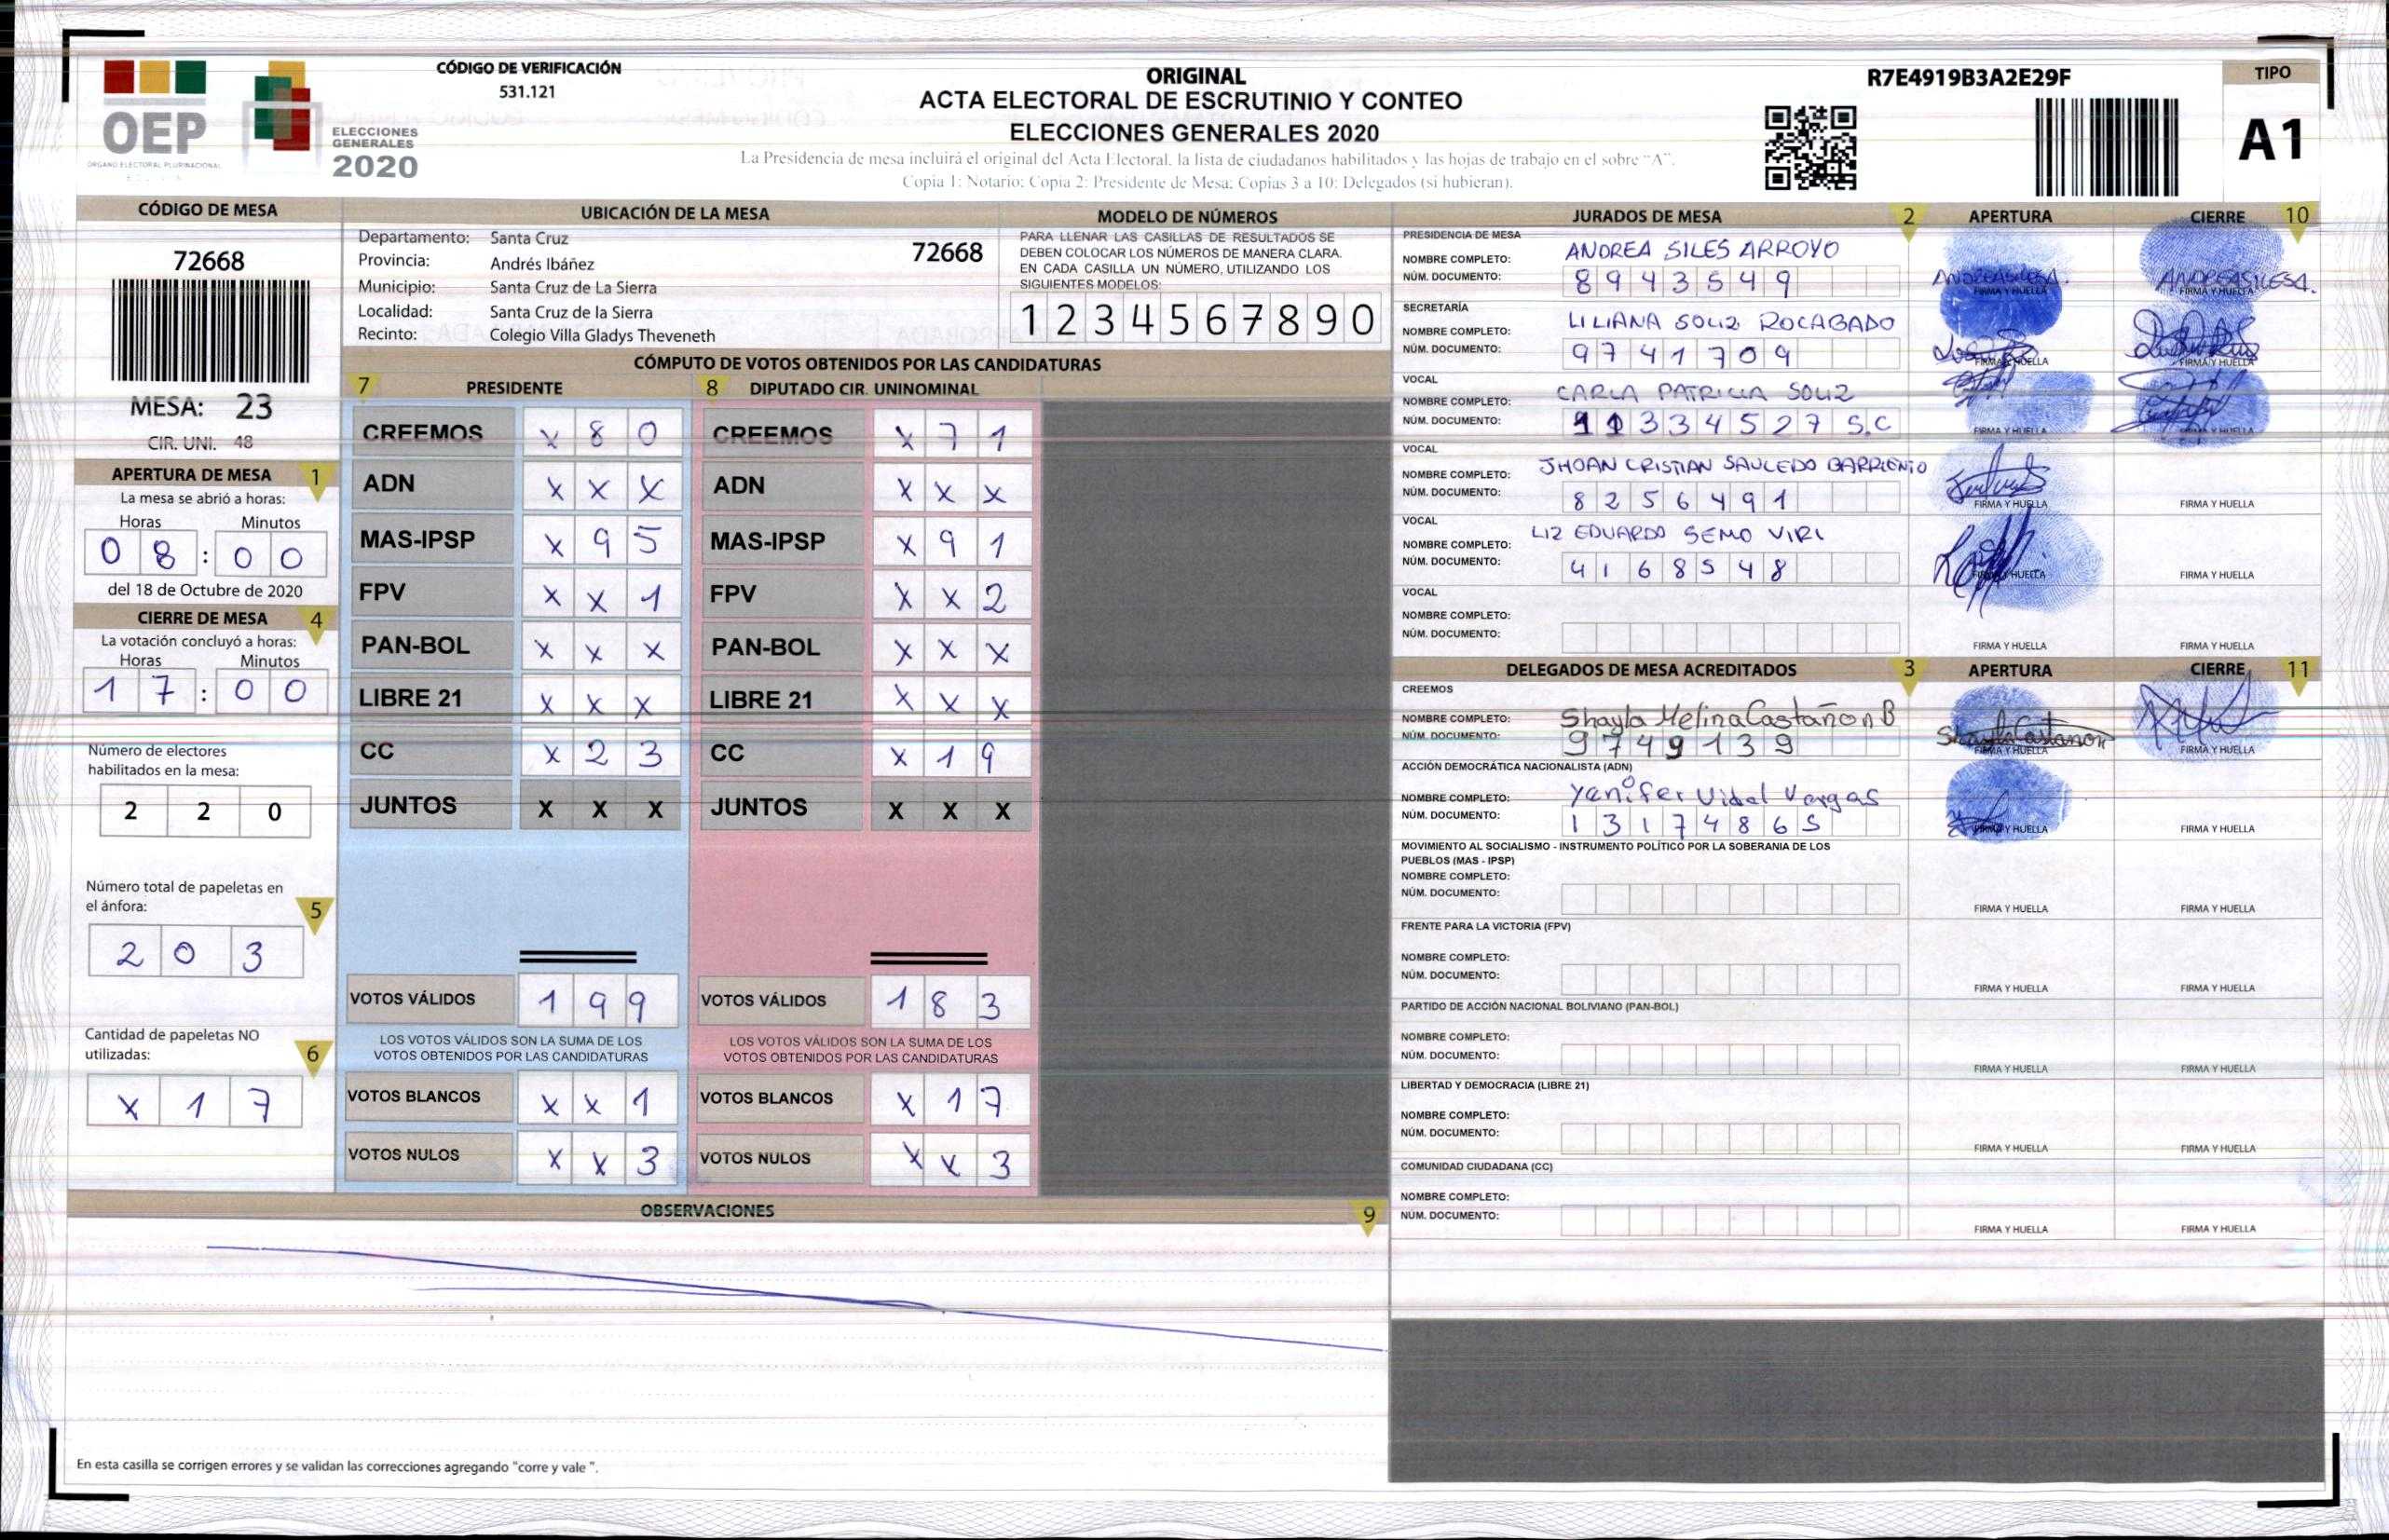 CÓDIGO DE VERIFICACIÓN
531.121
OEP
ÓRGANO ELECTORAL PLURINACIONAL
ELECCIONES
GENERALES
2020
ORIGINAL
ACTA ELECTORAL DE ESCRUTINIO Y CONTEO
ELECCIONES GENERALES 2020
La Presidencia de mesa incluirá el original del Acta Electoral, la lista de ciudadanos habilitados y las hojas de trabajo en el sobre "A".
Copia 1: Notario; Copia 2: Presidente de Mesa; Copias 3 a 10: Delegados (si hubieran).
R7E4919B3A2E29F
TIPO
A1
CÓDIGO DE MESA
72668
MESA: 23
CIR. UNI. 48
APERTURA DE MESA 1
La mesa se abrió a horas:
Horas Minutos
0 8 : 0 0
del 18 de Octubre de 2020
CIERRE DE MESA 4
La votación concluyó a horas:
Horas Minutos
1 7 : 0 0
Número de electores
habilitados en la mesa:
2 2 0
Número total de papeletas en
el ánfora: 5
2 0 3
Cantidad de papeletas NO
utilizadas: 6
X 1 7
UBICACIÓN DE LA MESA
Departamento: Santa Cruz 72668
Provincia: Andrés Ibáñez
Municipio: Santa Cruz de La Sierra
Localidad: Santa Cruz de la Sierra
Recinto: Colegio Villa Gladys Theveneth
MODELO DE NÚMEROS
PARA LLENAR LAS CASILLAS DE RESULTADOS SE
DEBEN COLOCAR LOS NÚMEROS DE MANERA CLARA.
EN CADA CASILLA UN NÚMERO, UTILIZANDO LOS
SIGUIENTES MODELOS:
1 2 3 4 5 6 7 8 9 0
CÓMPUTO DE VOTOS OBTENIDOS POR LAS CANDIDATURAS
7 PRESIDENTE 8 DIPUTADO CIR. UNINOMINAL
CREEMOS X 8 0 CREEMOS X 7 1
ADN X X X ADN X X X
MAS-IPSP X 9 5 MAS-IPSP X 9 1
FPV X X 1 FPV X X 2
PAN-BOL X X X PAN-BOL X X X
LIBRE 21 X X X LIBRE 21 X X X
CC X 2 3 CC X 1 9
JUNTOS X X X JUNTOS X X X
VOTOS VÁLIDOS 1 9 9 VOTOS VÁLIDOS 1 8 3
LOS VOTOS VÁLIDOS SON LA SUMA DE LOS LOS VOTOS VÁLIDOS SON LA SUMA DE LOS
VOTOS OBTENIDOS POR LAS CANDIDATURAS VOTOS OBTENIDOS POR LAS CANDIDATURAS
VOTOS BLANCOS X X 1 VOTOS BLANCOS X 1 7
VOTOS NULOS X X 3 VOTOS NULOS X X 3
OBSERVACIONES 9
En esta casilla se corrigen errores y se validan las correcciones agregando "corre y vale ".
JURADOS DE MESA 2 APERTURA CIERRE 10
PRESIDENCIA DE MESA
NOMBRE COMPLETO: ANDREA SILES ARROYO
NÚM. DOCUMENTO: 8 9 4 3 5 4 9 ANDREASILESA. ANDREASILESA.
FIRMA Y HUELLA FIRMA Y HUELLA
SECRETARÍA
NOMBRE COMPLETO: LILIANA SOLIZ ROCABADO
NÚM. DOCUMENTO: 9 7 4 1 7 0 9
FIRMA Y HUELLA FIRMA Y HUELLA
VOCAL
NOMBRE COMPLETO: CARLA PATRICIA SOLIZ
NÚM. DOCUMENTO: 1 1 3 3 4 5 2 7 S.C
FIRMA Y HUELLA FIRMA Y HUELLA
VOCAL
NOMBRE COMPLETO: JHOAN CRISTIAN SAUCEDO BARRIENTO
NÚM. DOCUMENTO: 8 2 5 6 4 9 1
FIRMA Y HUELLA FIRMA Y HUELLA
VOCAL
NOMBRE COMPLETO: LIZ EDUARDO SEMO VIRI
NÚM. DOCUMENTO: 4 1 6 8 5 4 8
FIRMA Y HUELLA FIRMA Y HUELLA
VOCAL
NOMBRE COMPLETO:
NÚM. DOCUMENTO:
FIRMA Y HUELLA FIRMA Y HUELLA
DELEGADOS DE MESA ACREDITADOS 3 APERTURA CIERRE 11
CREEMOS
NOMBRE COMPLETO: Shayla Melina Castañon B
NÚM. DOCUMENTO: 9 7 4 9 1 3 9 Shayla Castañon
FIRMA Y HUELLA FIRMA Y HUELLA
ACCIÓN DEMOCRÁTICA NACIONALISTA (ADN)
NOMBRE COMPLETO: Yenifer Vidal Vargas
NÚM. DOCUMENTO: 1 3 1 7 4 8 6 5
FIRMA Y HUELLA FIRMA Y HUELLA
MOVIMIENTO AL SOCIALISMO - INSTRUMENTO POLÍTICO POR LA SOBERANIA DE LOS
PUEBLOS (MAS - IPSP)
NOMBRE COMPLETO:
NÚM. DOCUMENTO:
FIRMA Y HUELLA FIRMA Y HUELLA
FRENTE PARA LA VICTORIA (FPV)
NOMBRE COMPLETO:
NÚM. DOCUMENTO:
FIRMA Y HUELLA FIRMA Y HUELLA
PARTIDO DE ACCIÓN NACIONAL BOLIVIANO (PAN-BOL)
NOMBRE COMPLETO:
NÚM. DOCUMENTO:
FIRMA Y HUELLA FIRMA Y HUELLA
LIBERTAD Y DEMOCRACIA (LIBRE 21)
NOMBRE COMPLETO:
NÚM. DOCUMENTO:
FIRMA Y HUELLA FIRMA Y HUELLA
COMUNIDAD CIUDADANA (CC)
NOMBRE COMPLETO:
NÚM. DOCUMENTO:
FIRMA Y HUELLA FIRMA Y HUELLA